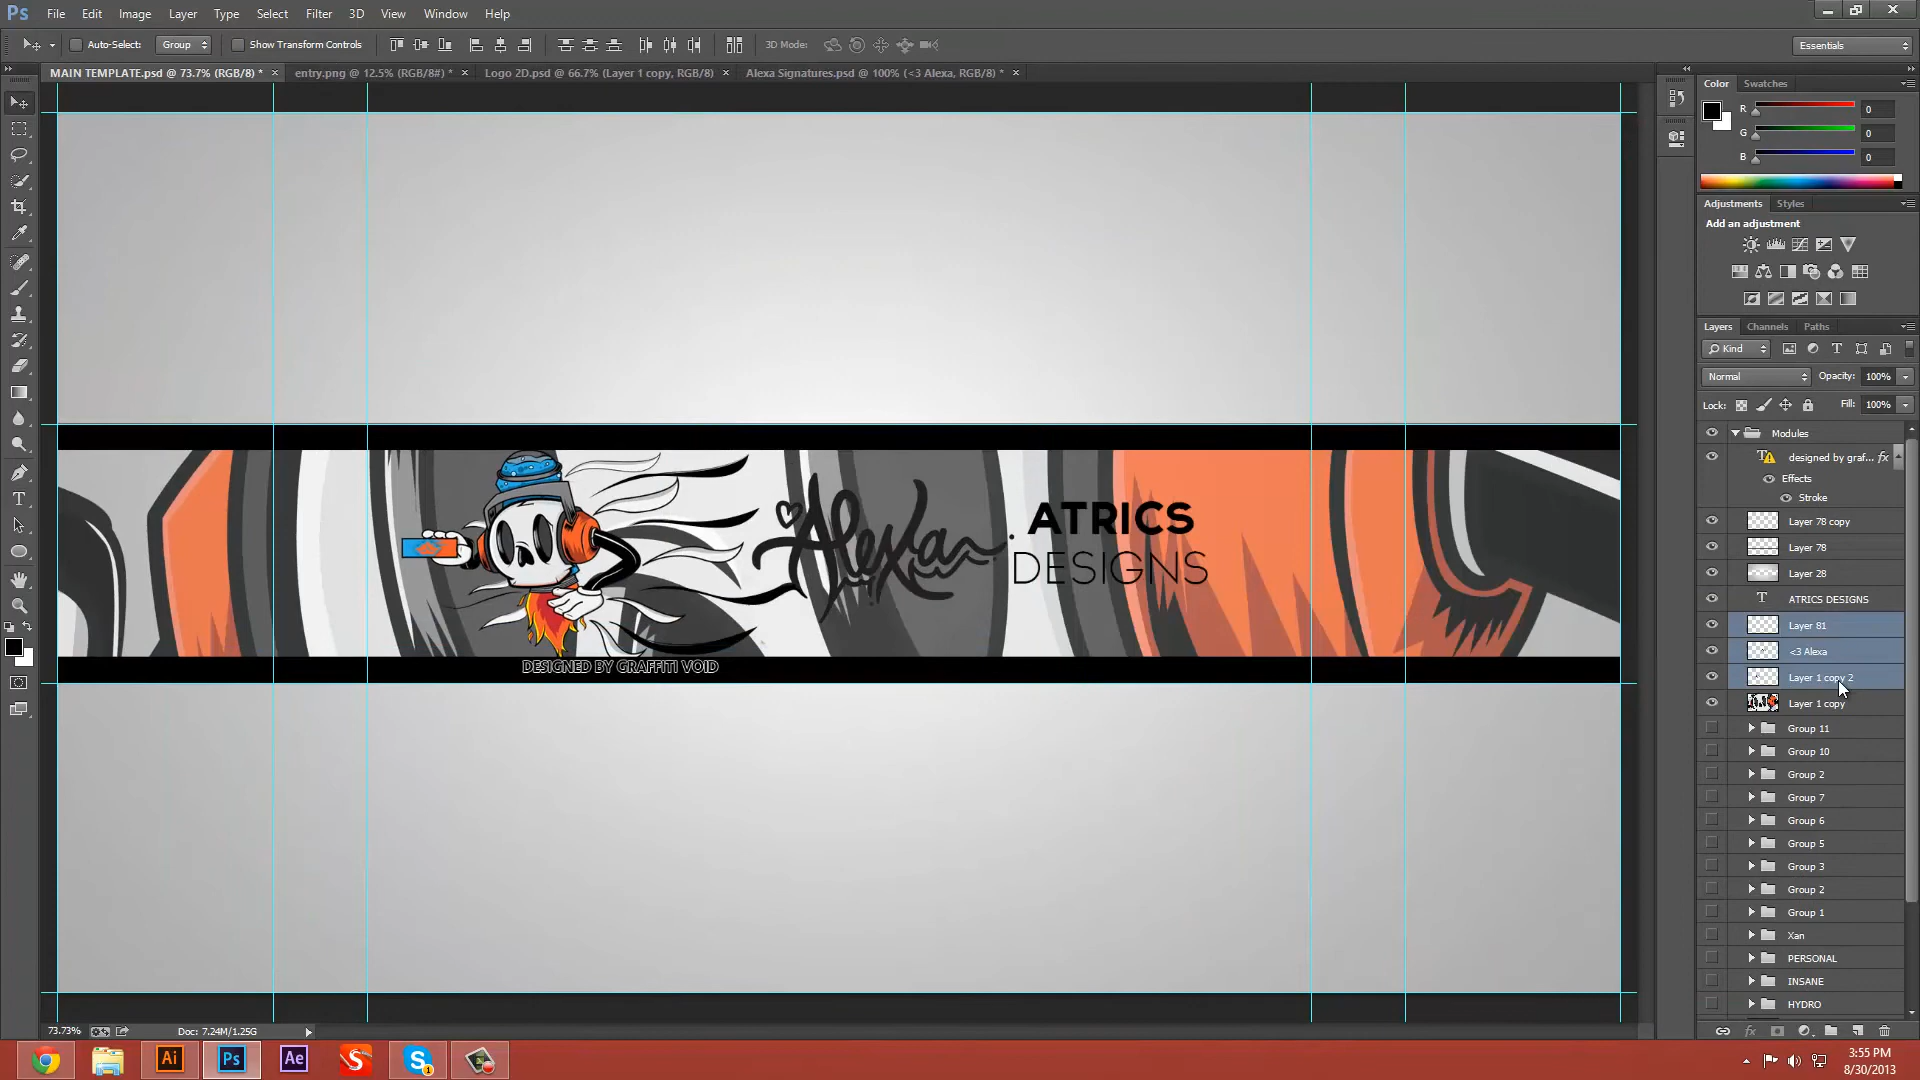 Ps File Edit Image Layer Type Select Filter 3D View Window Help
Auto-Select: Group Show Transform Controls 3D Mode: Essentials
MAIN TEMPLATE.psd @ 73.7% (RGB/8) * × entry.png @ 12.5% (RGB/8#) * × Logo 2D.psd @ 66.7% (Layer 1 copy, RGB/8) × Alexa Signatures.psd @ 100% (<3 Alexa, RGB/8) * ×
Color Swatches
R 0
G 0
B 0
Adjustments Styles
Add an adjustment
Layers Channels Paths
Kind
Normal Opacity: 100%
Lock: Fill: 100%
Modules
designed by graf... fx
Effects
Stroke
Layer 78 copy
Layer 78
Layer 28
ATRICS DESIGNS
Layer 81
<3 Alexa
Layer 1 copy 2
Layer 1 copy
Group 11
Group 10
Group 2
Group 7
Group 6
Group 5
Group 3
Group 2
Group 1
Xan
PERSONAL
INSANE
HYDRO
Alexa. ATRICS
DESIGNS
DESIGNED BY GRAFFITI VOID
73.73% Doc: 7.24M/1.25G
Ai Ps Ae S S 1
3:55 PM
8/30/2013